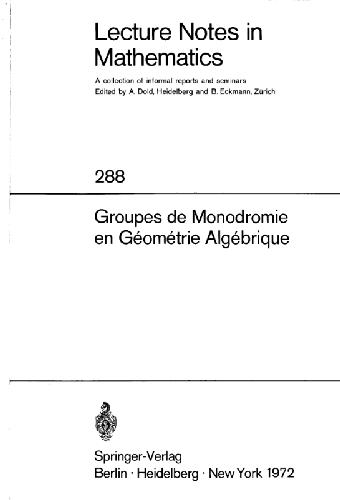 Lecture Notes in
Mathematics
A collection of informal reports and seminars
Edited by A. Dold, Heidelberg and B. Eckmann, Zürich
288
Groupes de Monodromie
en Géométrie Algébrique
Springer-Verlag
Berlin · Heidelberg · New York 1972